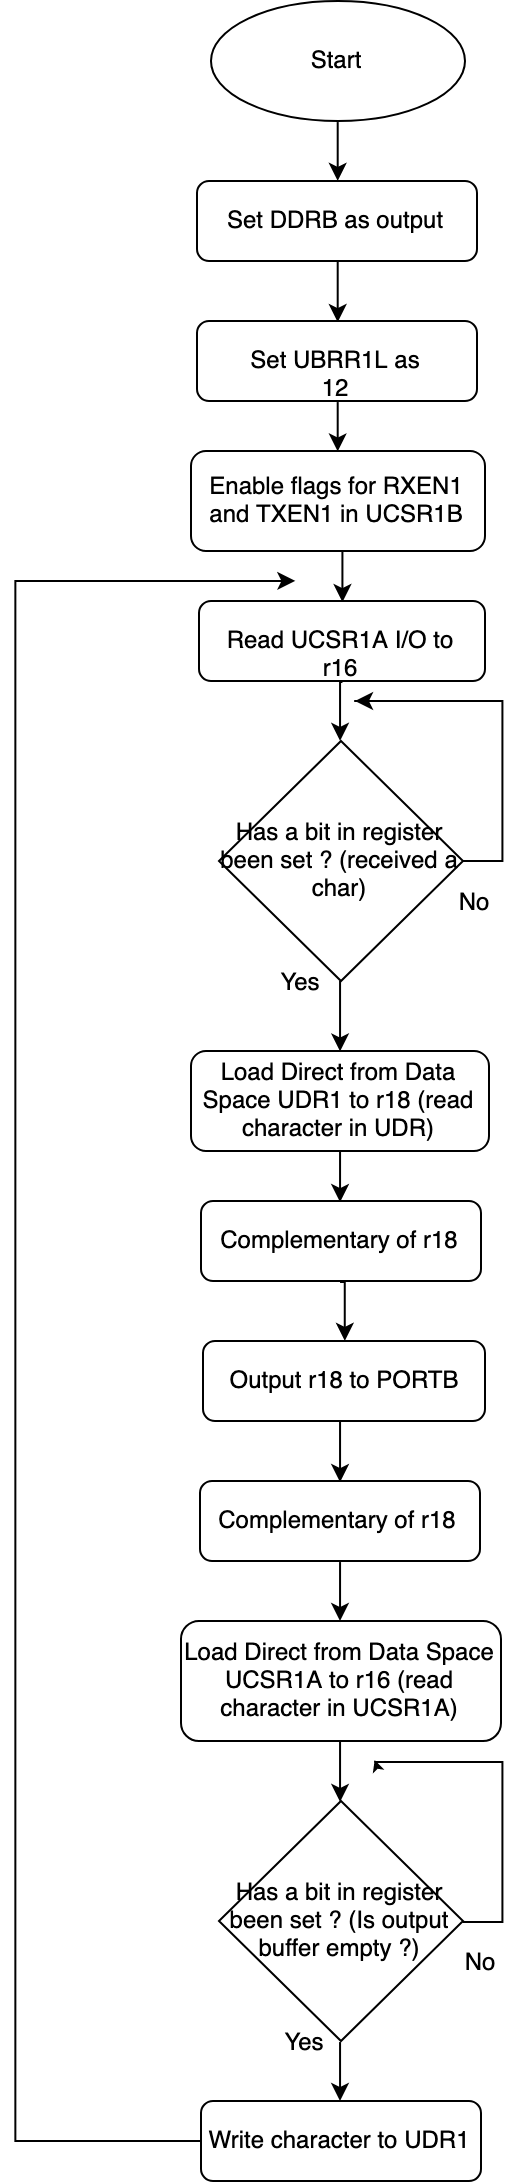 Start
Set DDRB as output
Set UBRR1L as
12
Enable flags for RXEN1
and TXEN1 in UCSR1B
Read UCSR1A I/O to
r16
Has a bit in register
been set ? (received a
char)
No
Yes
Load Direct from Data
Space UDR1 to r18 (read
character in UDR)
Complementary of r18
Output r18 to PORTB
Complementary of r18
Load Direct from Data Space
UCSR1A to r16 (read
character in UCSR1A)
Has a bit in register
been set ? (Is output
buffer empty ?)
No
Yes
Write character to UDR1